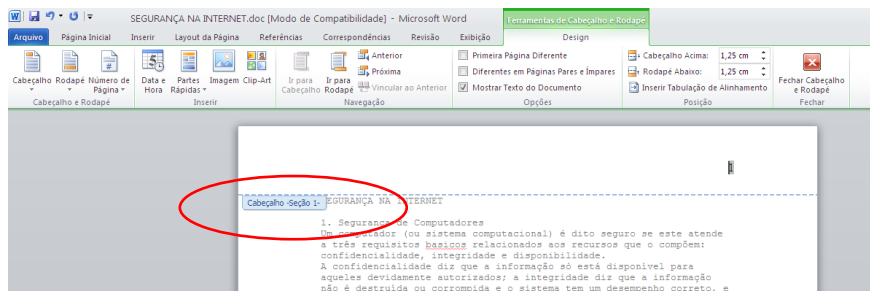 SEGURANÇA NA INTERNET.doc [Modo de Compatibilidade] - Microsoft Word
Ferramentas de Cabeçalho e Rodapé
Arquivo Página Inicial Inserir Layout da Página Referências Correspondências Revisão Exibição Design
Cabeçalho
Rodapé
Número de Página
Cabeçalho e Rodapé
Data e Hora
Partes Rápidas
Imagem
Clip-Art
Inserir
Ir para Cabeçalho
Ir para Rodapé
Anterior
Próxima
Vincular ao Anterior
Navegação
Primeira Página Diferente
Diferentes em Páginas Pares e Ímpares
Mostrar Texto do Documento
Opções
Cabeçalho Acima: 1,25 cm
Rodapé Abaixo: 1,25 cm
Inserir Tabulação de Alinhamento
Posição
Fechar Cabeçalho e Rodapé
Fechar
1
Cabeçalho -Seção 1-
SEGURANÇA NA INTERNET
1. Segurança de Computadores
Um computador (ou sistema computacional) é dito seguro se este atende
a três requisitos basicos relacionados aos recursos que o compõem:
confidencialidade, integridade e disponibilidade.
A confidencialidade diz que a informação só está disponível para
aqueles devidamente autorizados; a integridade diz que a informação
não é destruída ou corrompida e o sistema tem um desempenho correto, e